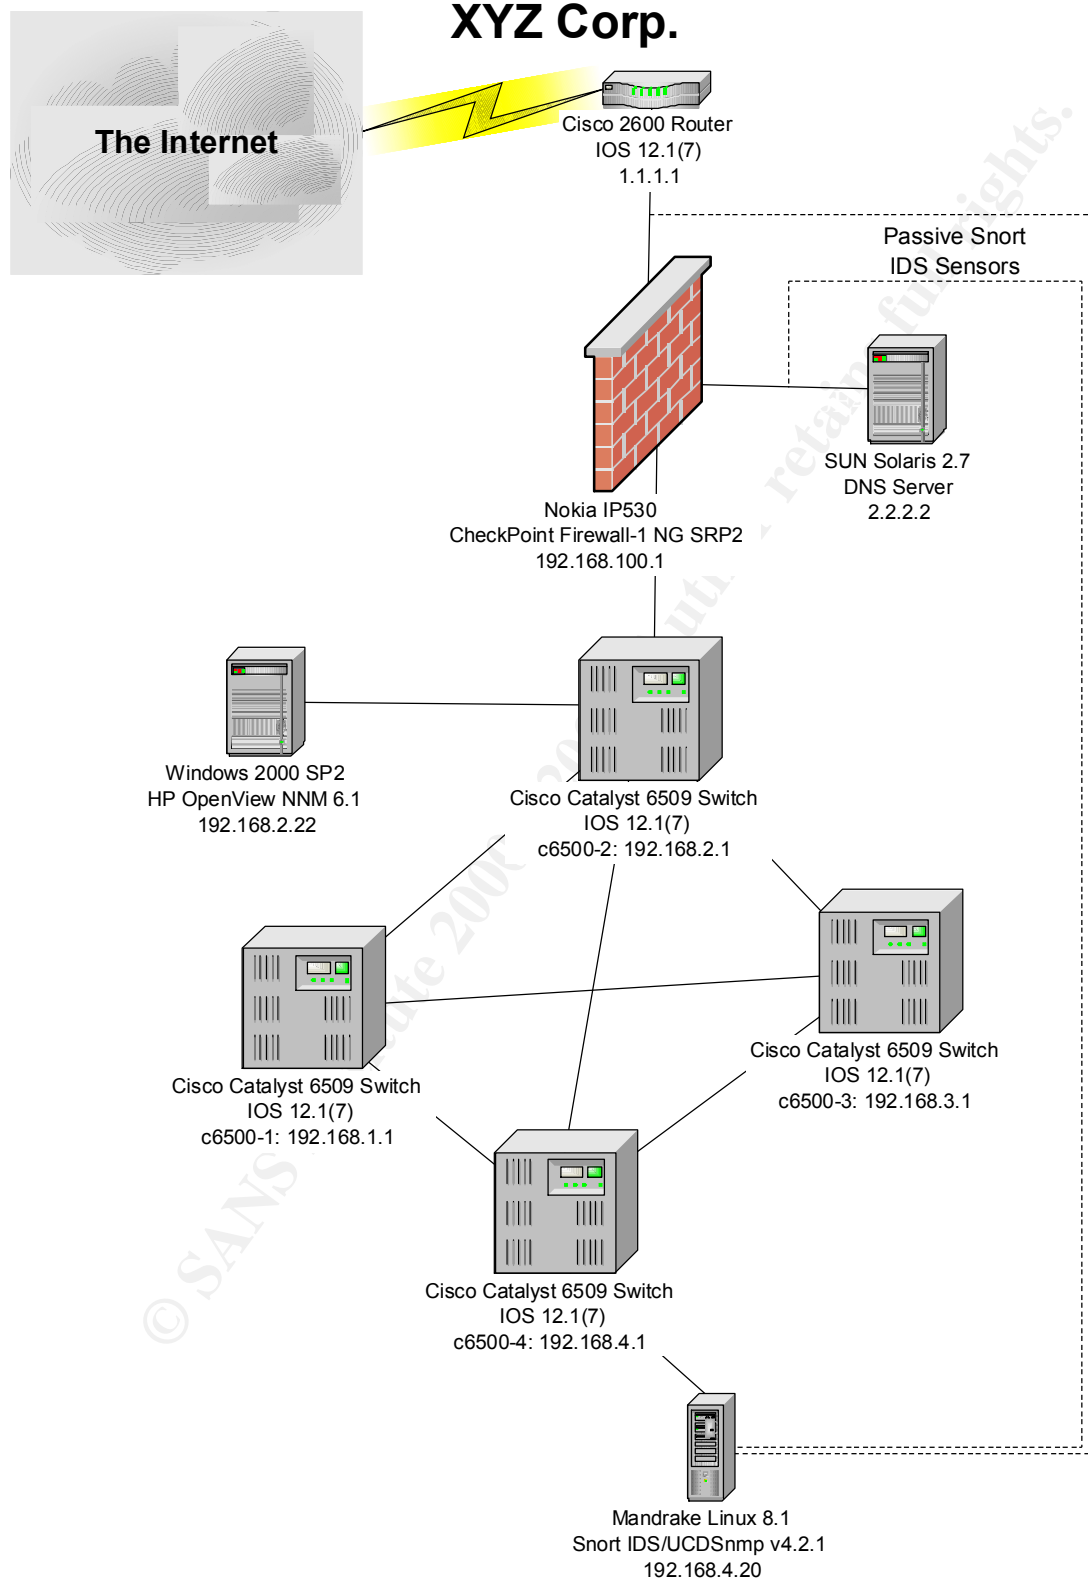 XYZ Corp.
The Internet
Cisco 2600 Router
IOS 12.1(7)
1.1.1.1
Passive Snort
IDS Sensors
SUN Solaris 2.7
DNS Server
2.2.2.2
Nokia IP530
CheckPoint Firewall-1 NG SRP2
192.168.100.1
Windows 2000 SP2
HP OpenView NNM 6.1
192.168.2.22
Cisco Catalyst 6509 Switch
IOS 12.1(7)
c6500-2: 192.168.2.1
Cisco Catalyst 6509 Switch
IOS 12.1(7)
c6500-3: 192.168.3.1
Cisco Catalyst 6509 Switch
IOS 12.1(7)
c6500-1: 192.168.1.1
Cisco Catalyst 6509 Switch
IOS 12.1(7)
c6500-4: 192.168.4.1
Mandrake Linux 8.1
Snort IDS/UCDSnmp v4.2.1
192.168.4.20
© SANS
retain full rights.